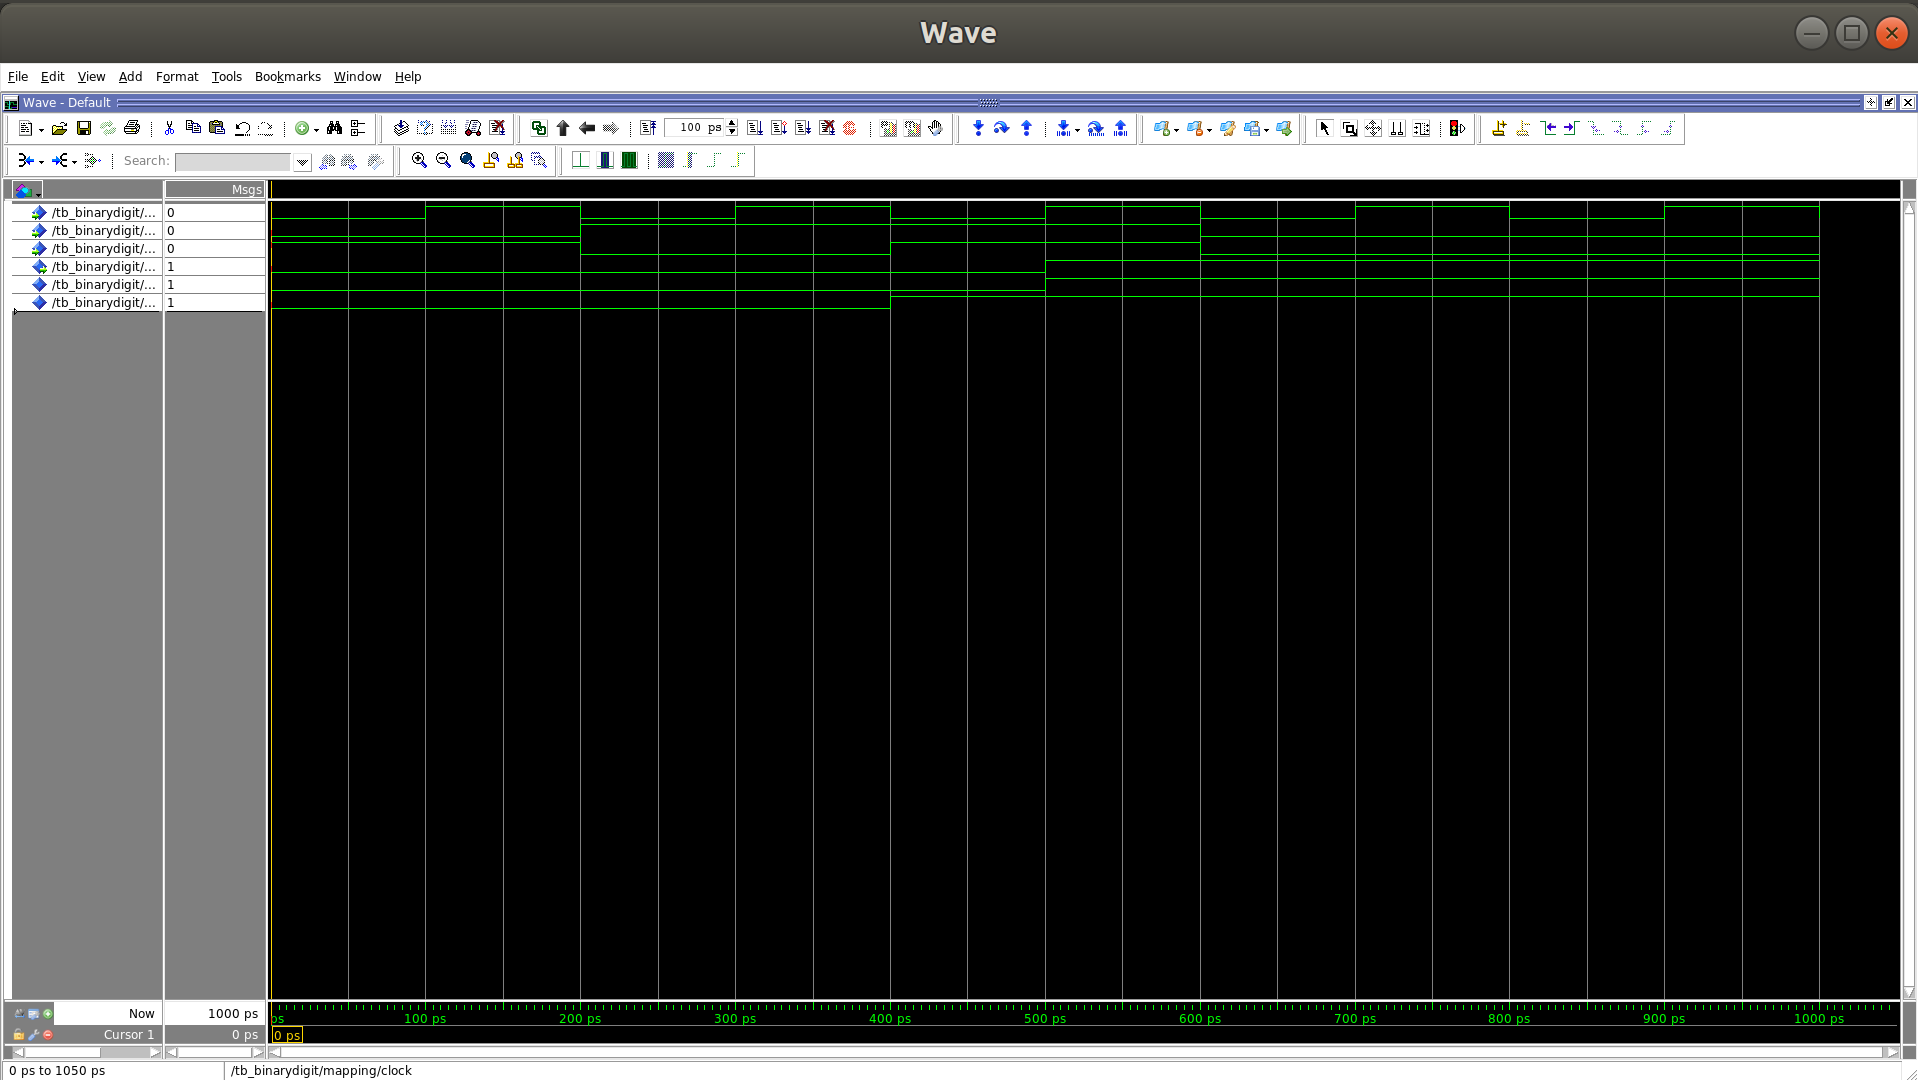 Wave
File Edit View Add Format Tools Bookmarks Window Help
Wave - Default
100 ps
Search:
Msgs
/tb_binarydigit/... 0
/tb_binarydigit/... 0
/tb_binarydigit/... 0
/tb_binarydigit/... 1
/tb_binarydigit/... 1
/tb_binarydigit/... 1
Now 1000 ps
ps 100 ps 200 ps 300 ps 400 ps 500 ps 600 ps 700 ps 800 ps 900 ps 1000 ps
Cursor 1 0 ps
0 ps
0 ps to 1050 ps
/tb_binarydigit/mapping/clock